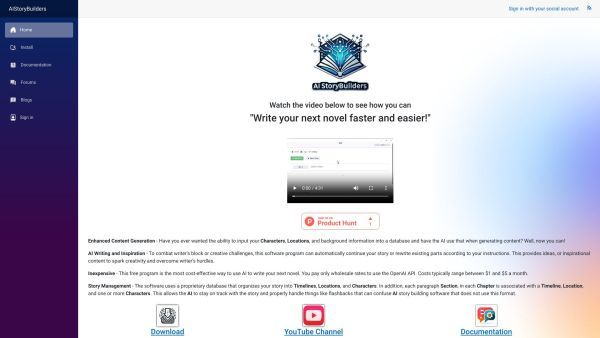 AIStoryBuilders
Sign in with your social account
Home
Install
Documentation
Forums
Blogs
Sign in
AI StoryBuilders
Watch the video below to see how you can
"Write your next novel faster and easier!"
0:00 / 4:31
Product Hunt
Enhanced Content Generation - Have you ever wanted the ability to input your Characters, Locations, and background information into a database and have the AI use that when generating content? Well, now you can!
AI Writing and Inspiration - To combat writer's block or creative challenges, this software program can automatically continue your story or rewrite existing parts according to your instructions. This provides ideas, or inspirational
content to spark creativity and overcome writer's hurdles.
Inexpensive - This free program is the most cost-effective way to use AI to write your next novel. You pay only wholesale rates to use the OpenAI API. Costs typically range between $1 and $5 a month.
Story Management - The software uses a proprietary database that organizes your story into Timelines, Locations, and Characters. In addition, each paragraph Section, in each Chapter is associated with a Timeline, Location,
and one or more Characters. This allows the AI to stay on track with the story and properly handle things like flashbacks that can confuse AI story building software that does not use this format.
Download
YouTube Channel
Documentation